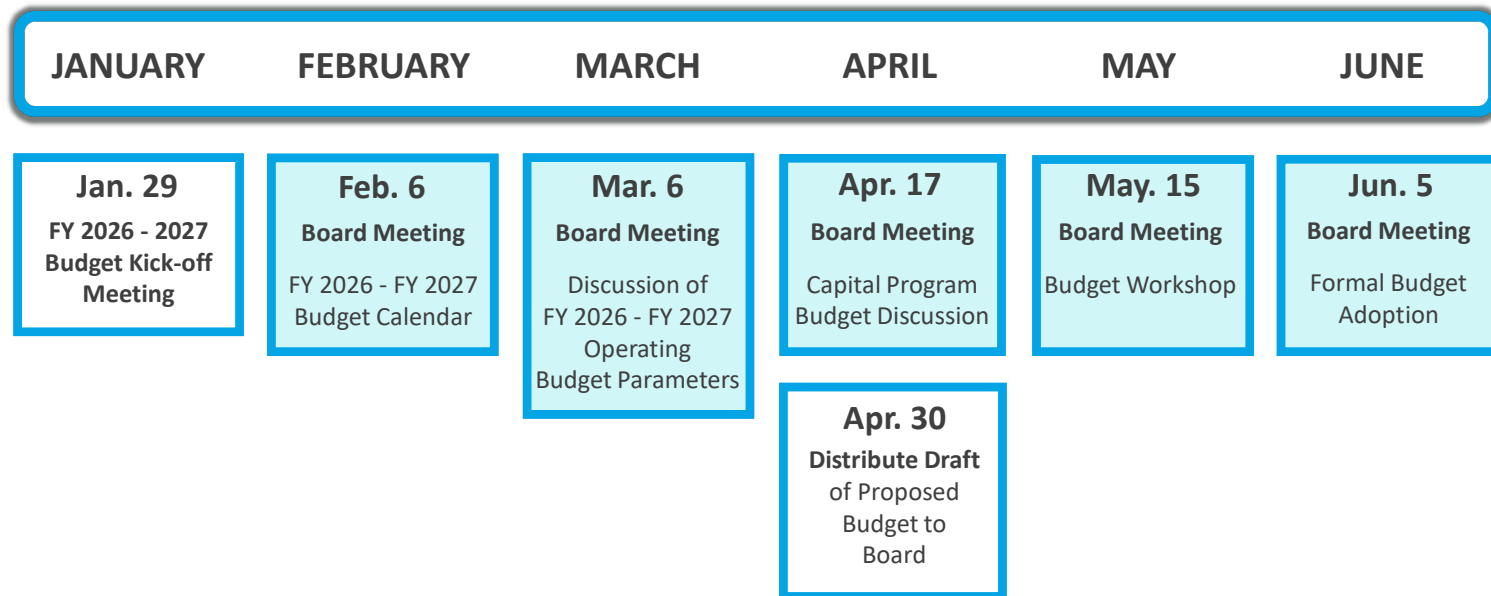 JANUARY FEBRUARY MARCH APRIL MAY JUNE
Jan. 29
FY 2026 - 2027
Budget Kick-off
Meeting
Feb. 6
Board Meeting
FY 2026 - FY 2027
Budget Calendar
Mar. 6
Board Meeting
Discussion of
FY 2026 - FY 2027
Operating
Budget Parameters
Apr. 17
Board Meeting
Capital Program
Budget Discussion
Apr. 30
Distribute Draft
of Proposed
Budget to
Board
May. 15
Board Meeting
Budget Workshop
Jun. 5
Board Meeting
Formal Budget
Adoption